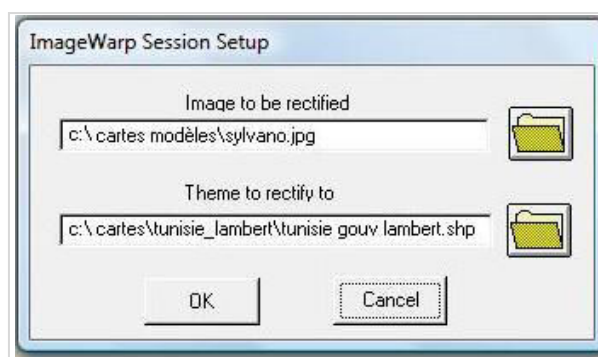 ImageWarp Session Setup
Image to be rectified
c:\ cartes modèles\sylvano.jpg
Theme to rectify to
c:\ cartes\tunisie_lambert\tunisie gouv lambert.shp
OK Cancel